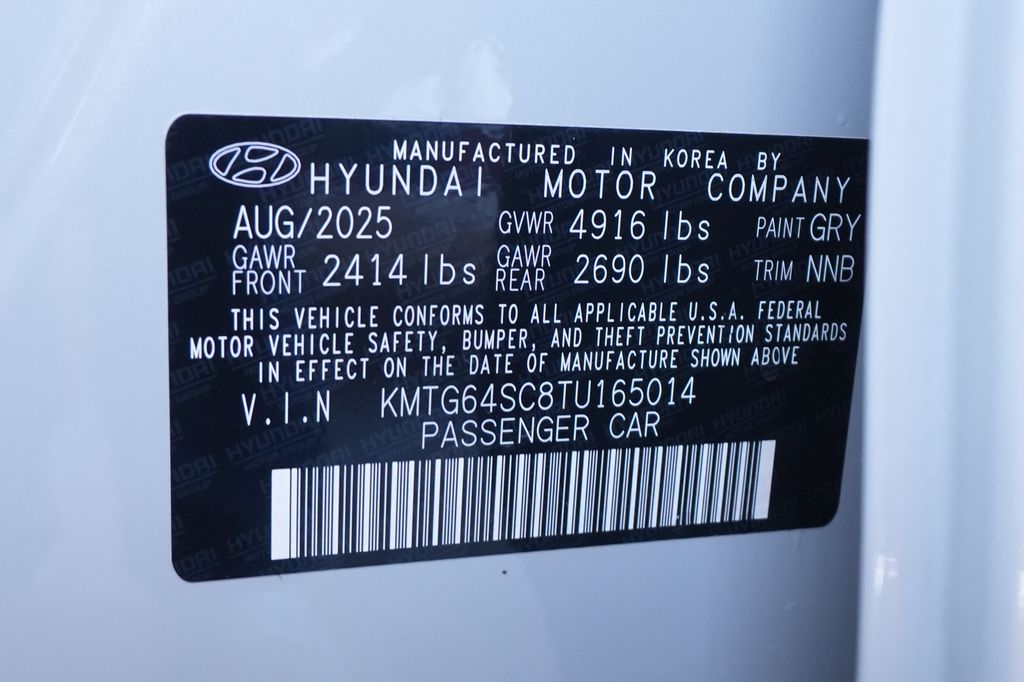 MANUFACTURED IN KOREA BY
HYUNDAI MOTOR COMPANY
AUG/2025 GVWR 4916 lbs PAINT GRY
GAWR FRONT 2414 lbs GAWR REAR 2690 lbs TRIM NNB
THIS VEHICLE CONFORMS TO ALL APPLICABLE U.S.A. FEDERAL
MOTOR VEHICLE SAFETY, BUMPER, AND THEFT PREVENTION STANDARDS
IN EFFECT ON THE DATE OF MANUFACTURE SHOWN ABOVE
V.I.N KMTG64SC8TU165014
PASSENGER CAR